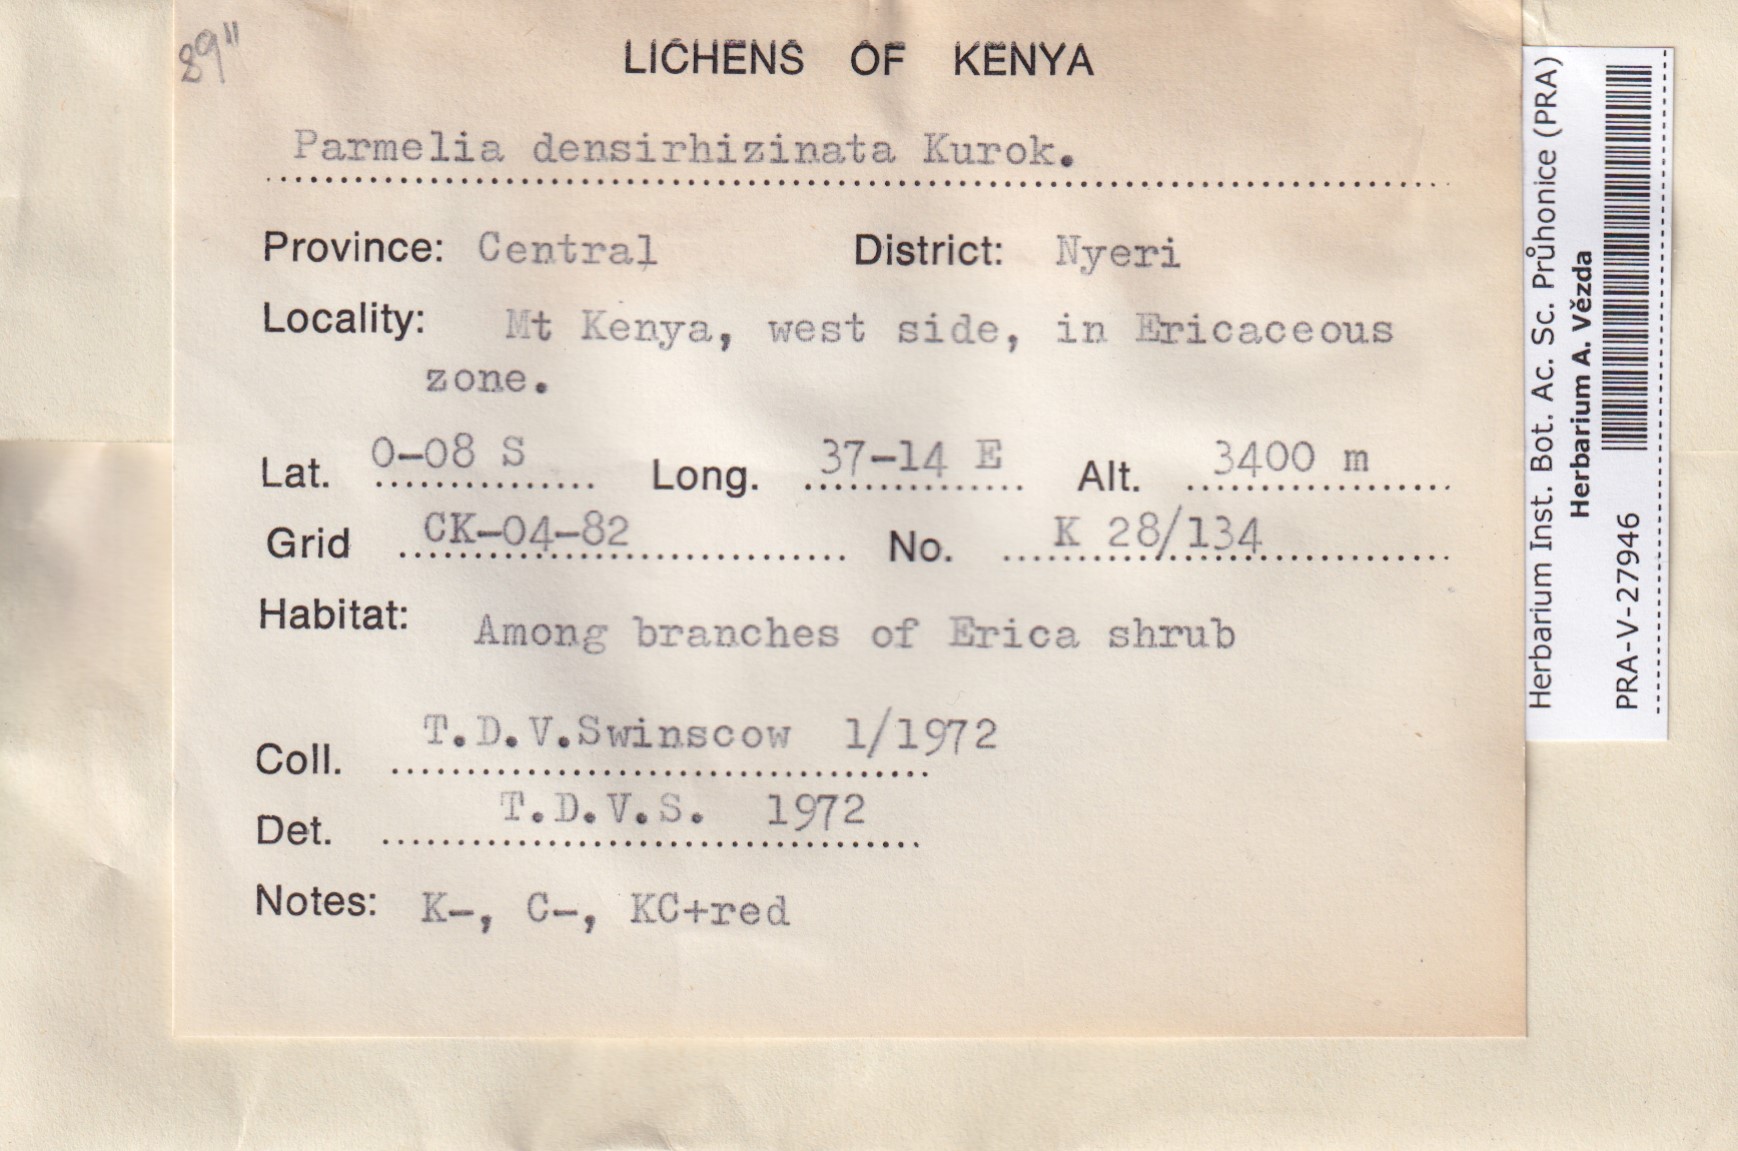 89"
LICHENS OF KENYA
Parmelia densirhizinata Kurok.
Province: Central District: Nyeri
Locality: Mt Kenya, west side, in Ericaceous
zone.
Lat. 0-08 S Long. 37-14 E Alt. 3400 m
Grid CK-04-82 No. K 28/134
Habitat: Among branches of Erica shrub
Coll. T.D.V.Swinscow 1/1972
Det. T.D.V.S. 1972
Notes: K-, C-, KC+red
Herbarium Inst. Bot. Ac. Sc. Průhonice (PRA)
Herbarium A. Vězda
PRA-V-27946